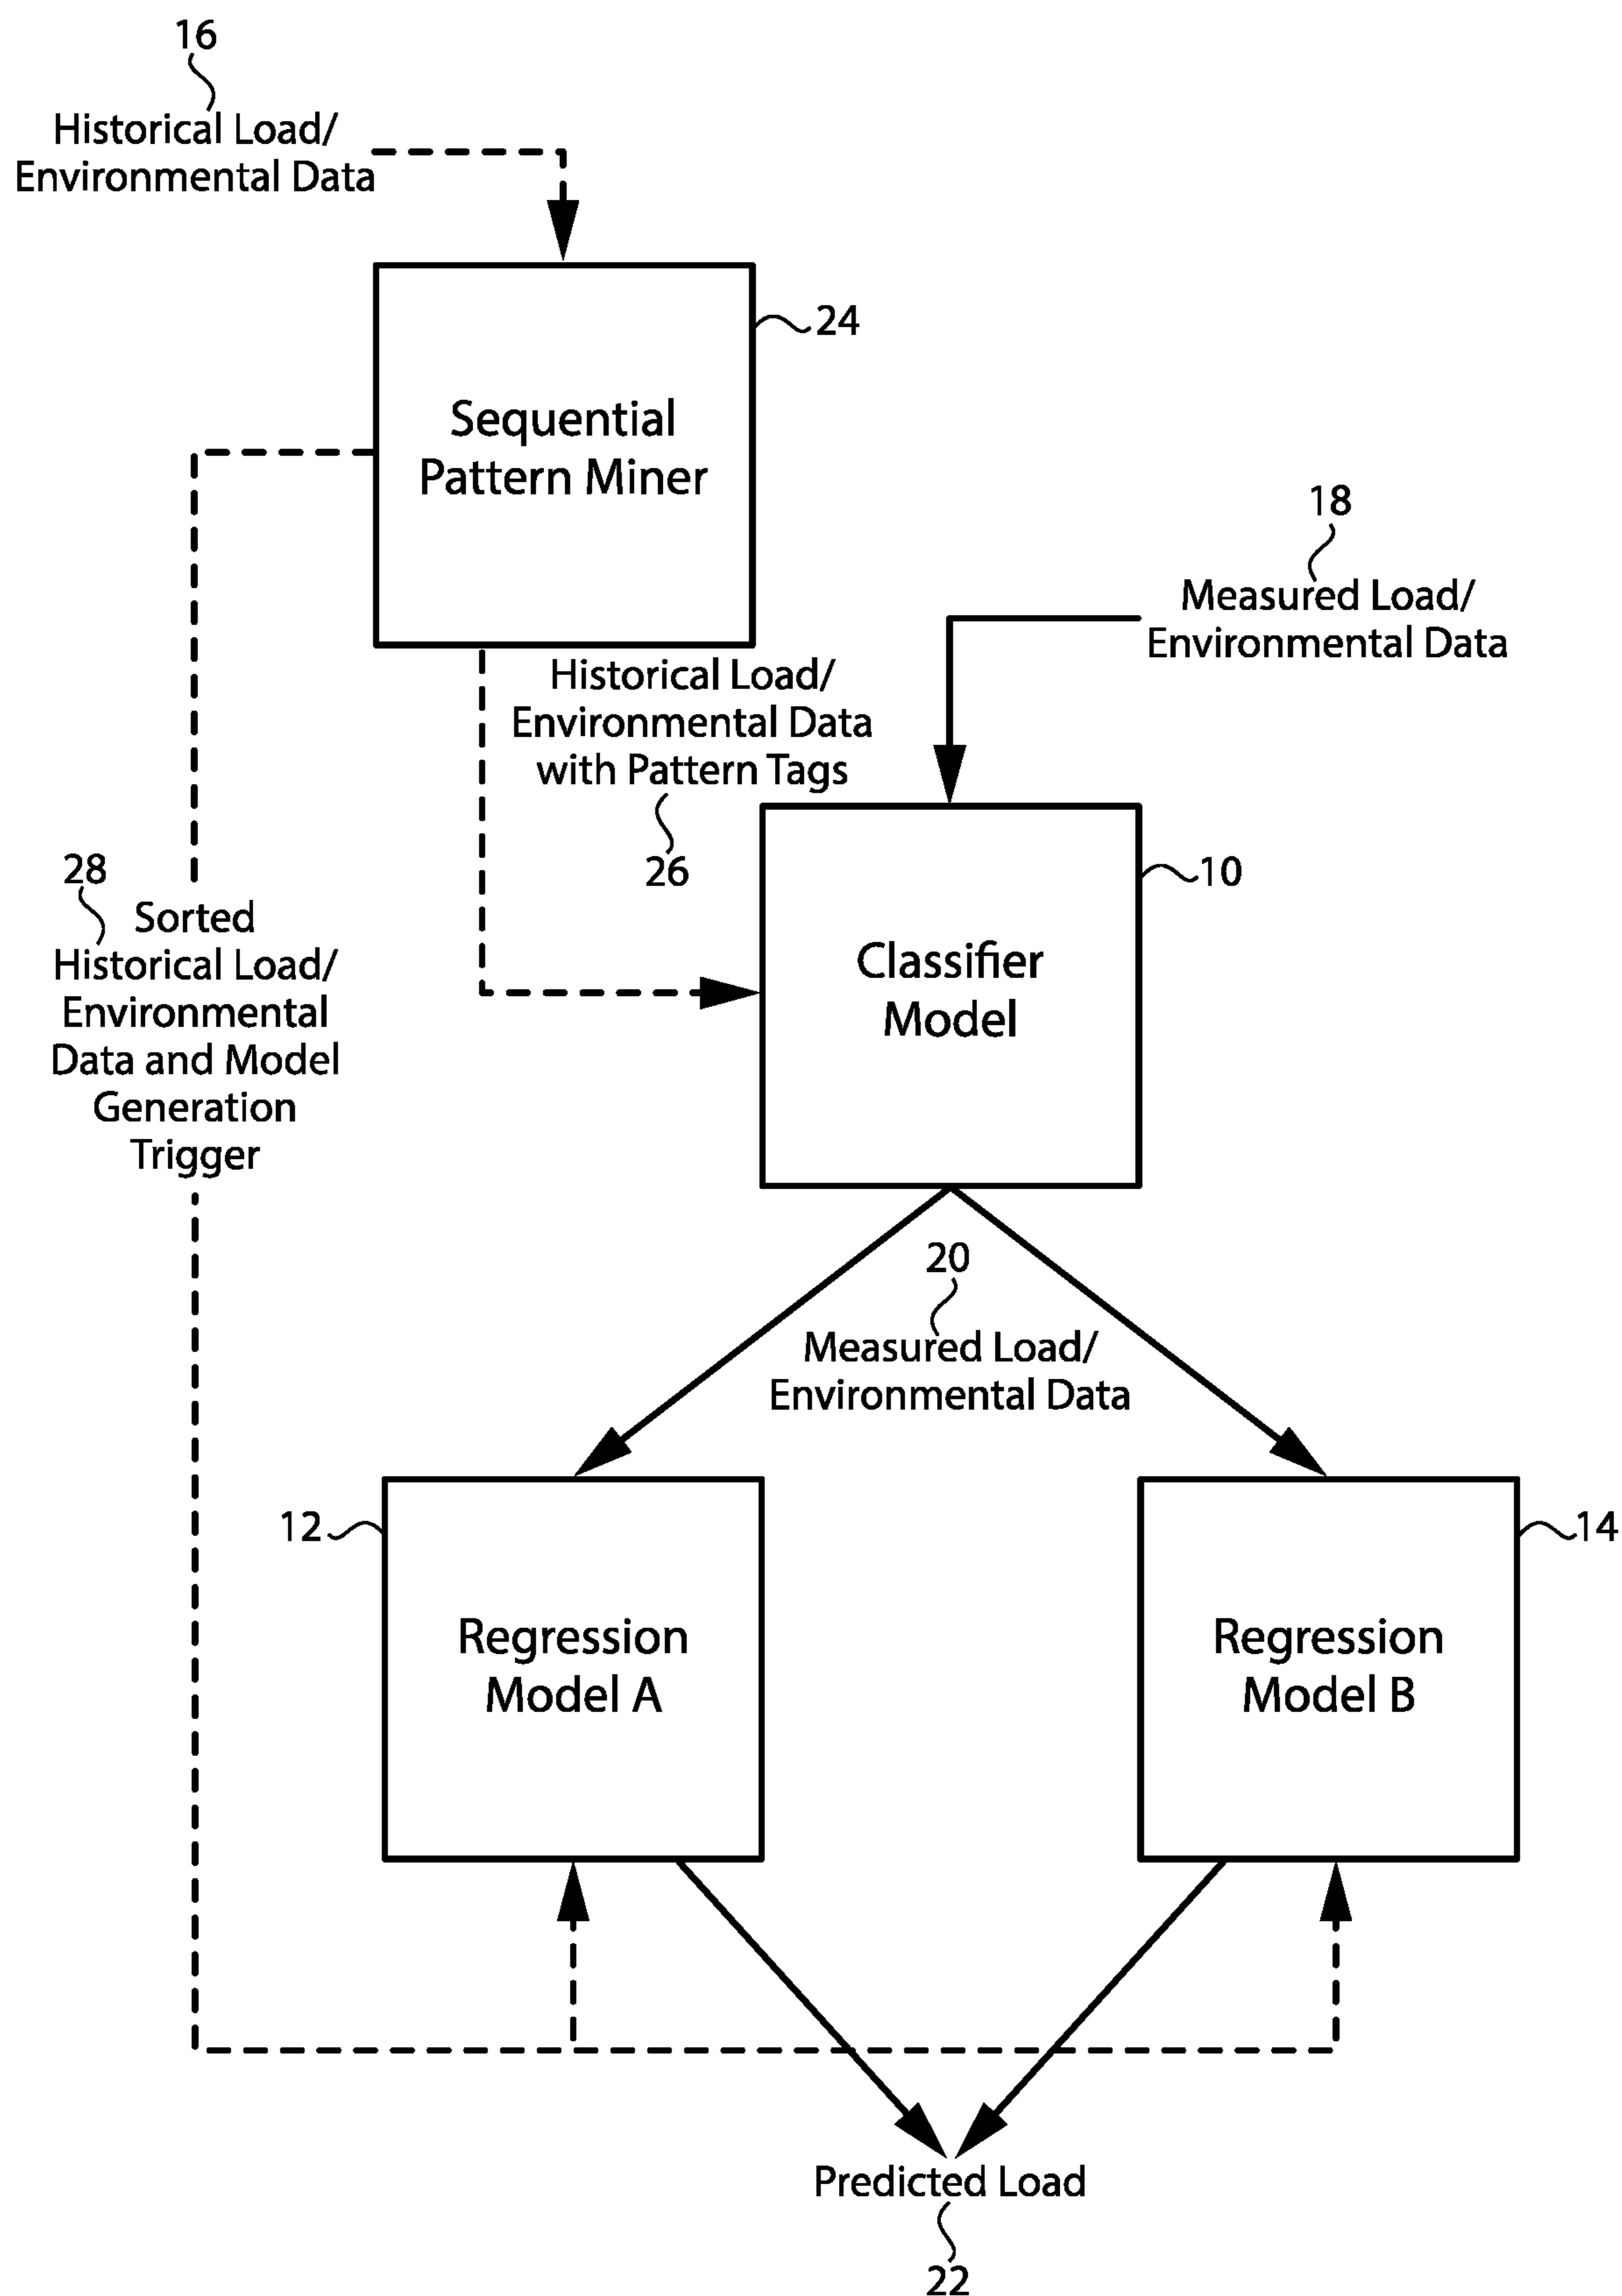 16
Historical Load/
Environmental Data
24
Sequential
Pattern Miner
18
Measured Load/
Environmental Data
Historical Load/
Environmental Data
with Pattern Tags
26
10
Classifier
Model
28
Sorted
Historical Load/
Environmental
Data and Model
Generation
Trigger
20
Measured Load/
Environmental Data
12
Regression
Model A
14
Regression
Model B
Predicted Load
22